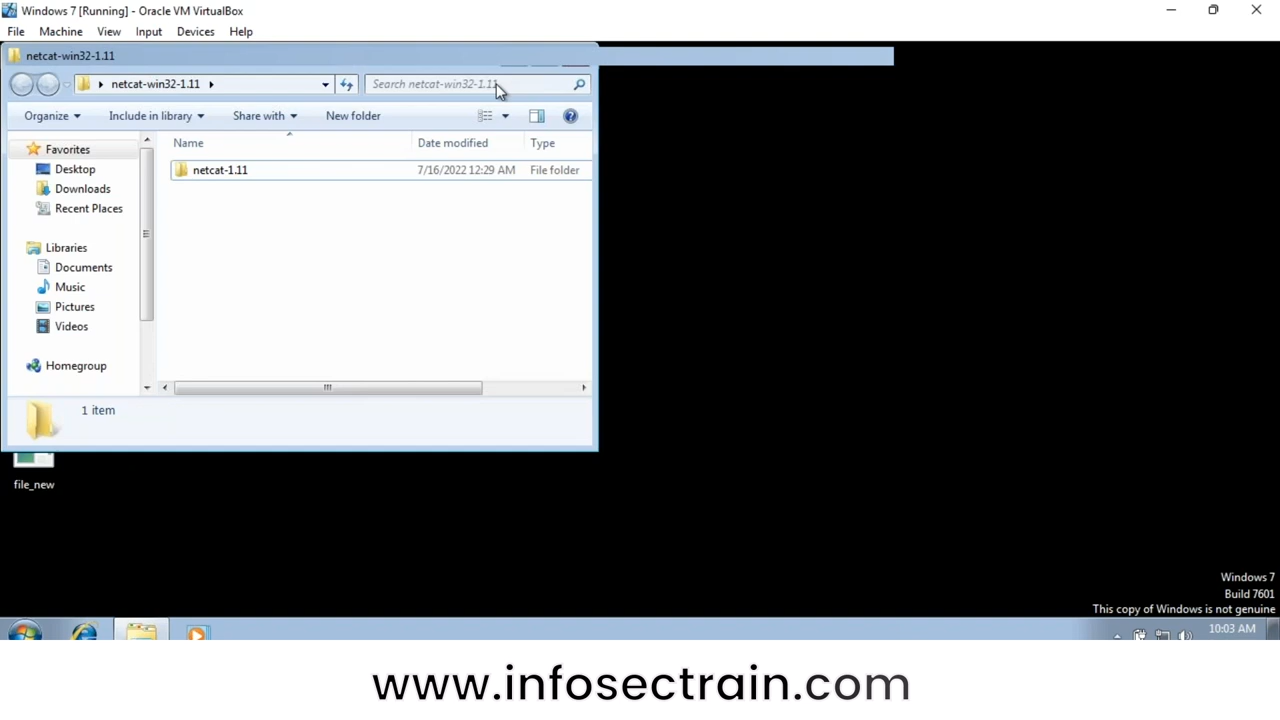 Windows 7 [Running] - Oracle VM VirtualBox
File Machine View Input Devices Help
netcat-win32-1.11
netcat-win32-1.11
Search netcat-win32-1.11
Organize Include in library Share with New folder
Name Date modified Type
Favorites
Desktop
Downloads
Recent Places
Libraries
Documents
Music
Pictures
Videos
Homegroup
netcat-1.11 7/16/2022 12:29 AM File folder
1 item
file_new
Windows 7
Build 7601
This copy of Windows is not genuine
10:03 AM
www.infosectrain.com